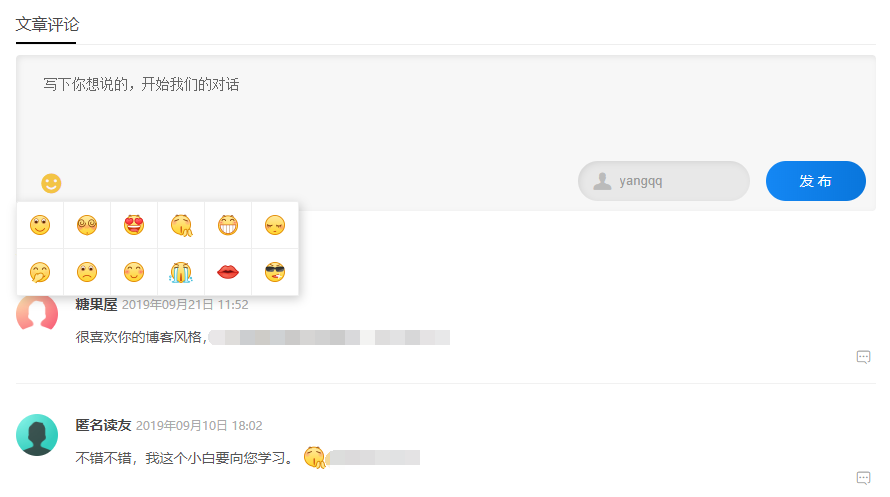 文章评论
写下你想说的，开始我们的对话
yangqq
发 布
糖果屋 2019年09月21日 11:52
很喜欢你的博客风格，
匿名读友 2019年09月10日 18:02
不错不错，我这个小白要向您学习。